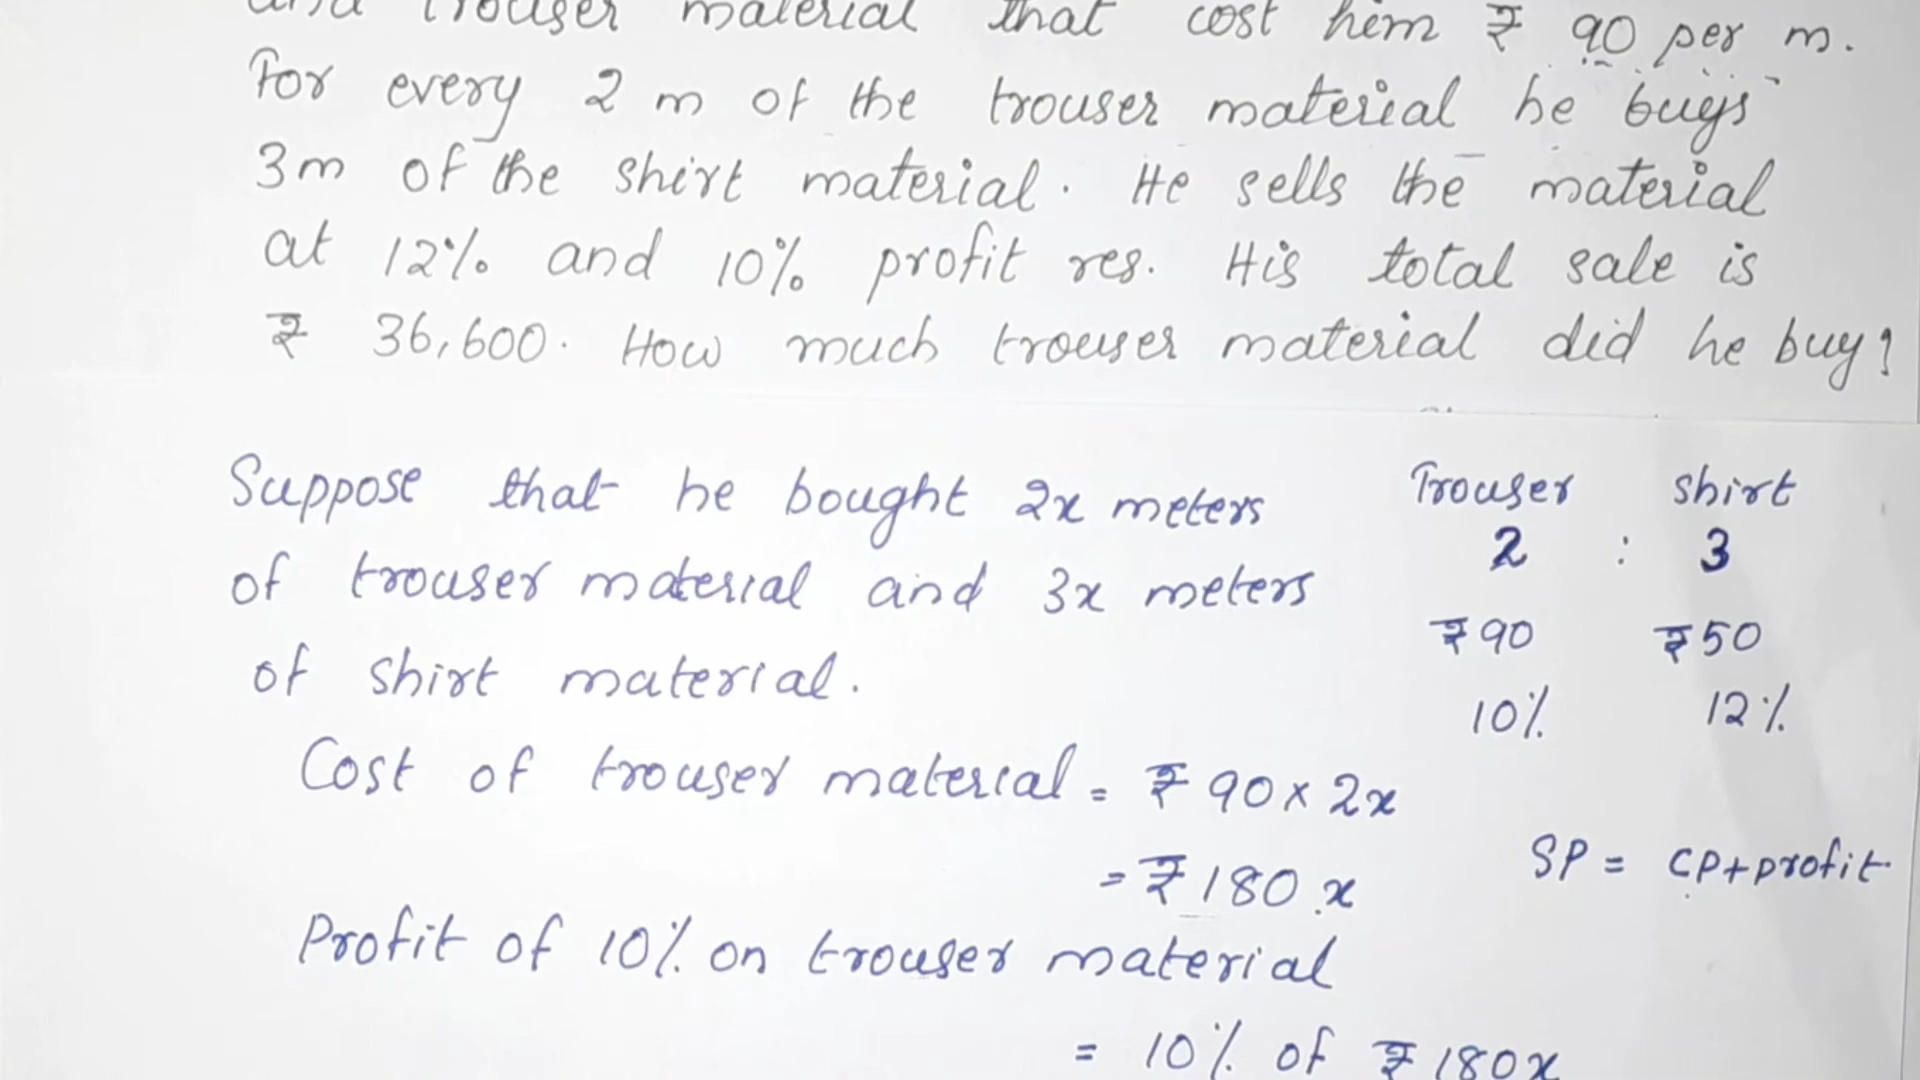 and trouser material that cost him ₹ 90 per m.
For every 2 m of the trouser material he buys
3m of the shirt material. He sells the material
at 12% and 10% profit res. His total sale is
₹ 36,600. How much trouser material did he buy?
Suppose that he bought 2x meters
of trouser material and 3x meters
of shirt material.
Trouser shirt
2 : 3
₹90 ₹50
10% 12%
Cost of trouser material = ₹ 90 × 2x
= ₹ 180 x
SP = CP+profit.
Profit of 10% on trouser material
= 10% of ₹ 180x